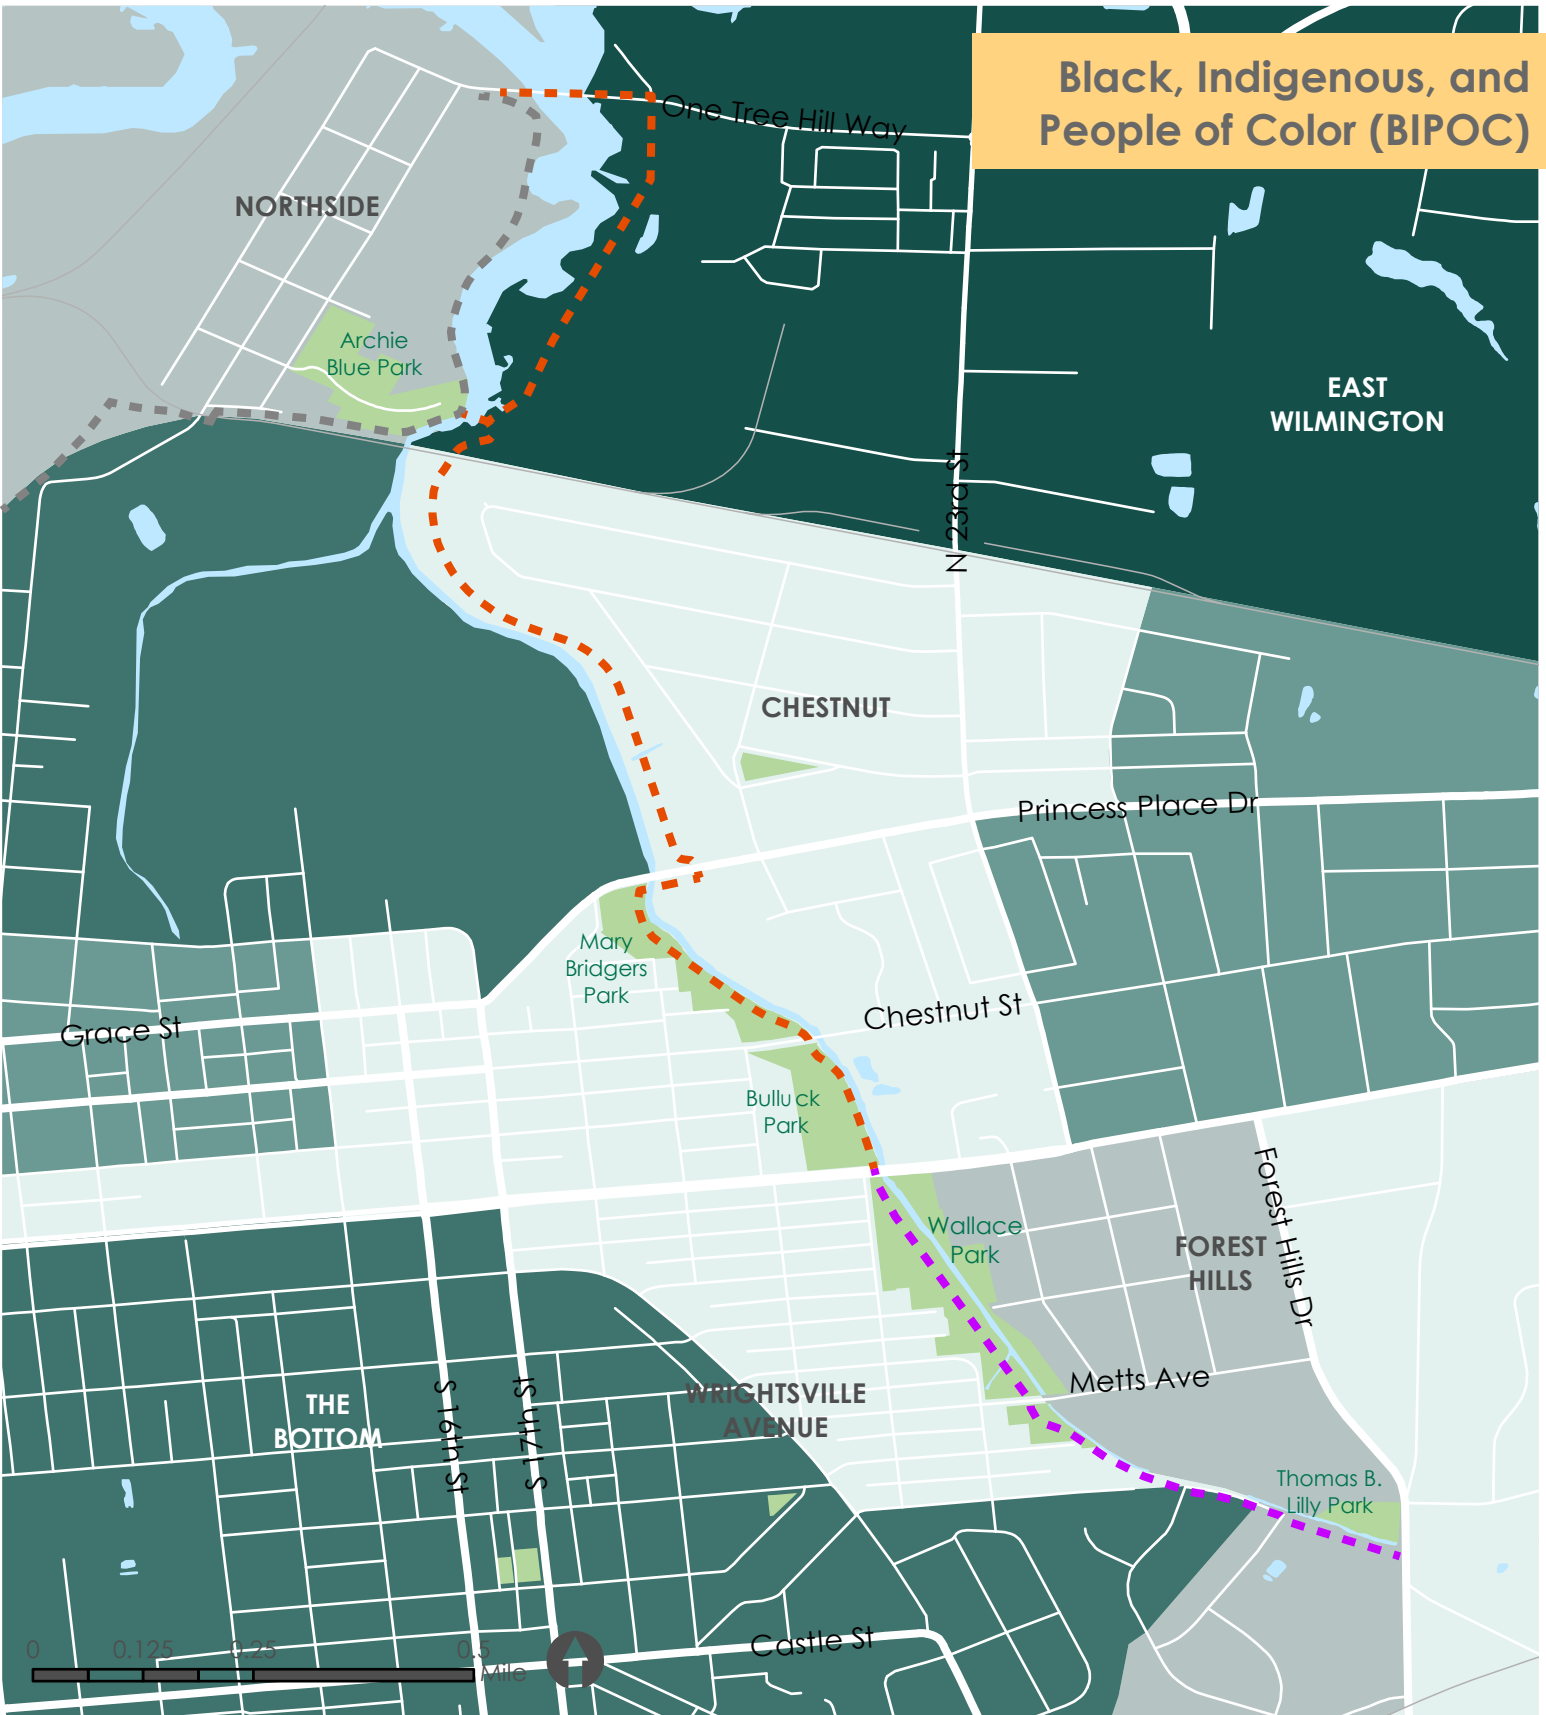 Black, Indigenous, and
People of Color (BIPOC)
One Tree Hill Way
NORTHSIDE
Archie
Blue Park
EAST
WILMINGTON
N 23rd St
CHESTNUT
Princess Place Dr
Mary
Bridgers
Park
Chestnut St
Grace St
Bulluck
Park
Forest Hills Dr
Wallace
Park
FOREST
HILLS
Metts Ave
WRIGHTSVILLE
AVENUE
THE
BOTTOM
S 16th St
S 17th St
Thomas B.
Lilly Park
Castle St
0 0.125 0.25 0.5
Mile